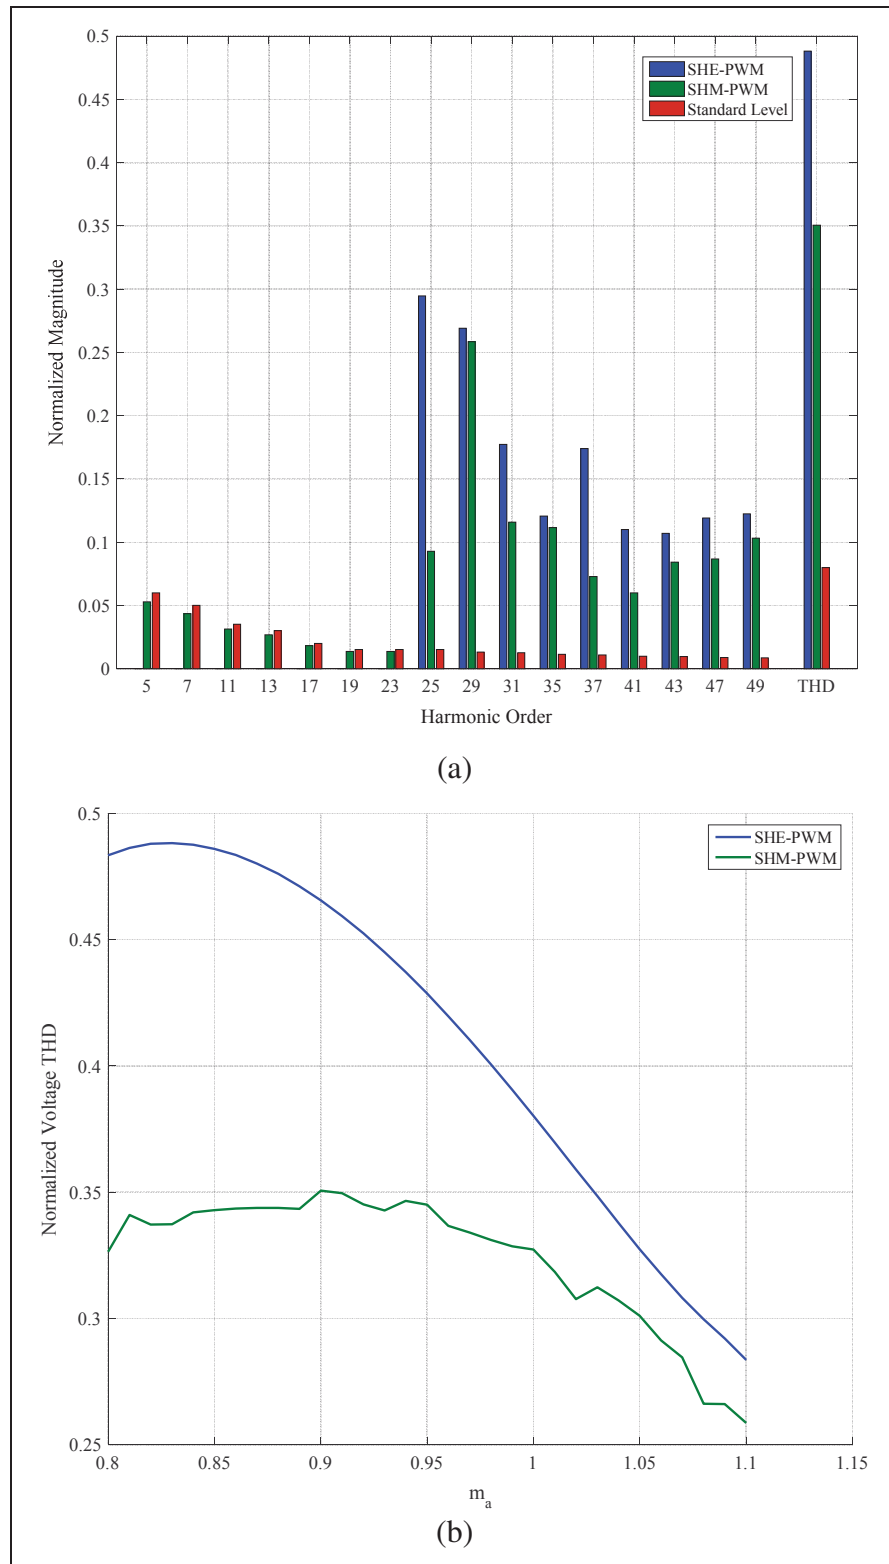 0.5
0.45
0.4
0.35
0.3
0.25
0.2
0.15
0.1
0.05
0
Normalized Magnitude
SHE-PWM
SHM-PWM
Standard Level
5 7 11 13 17 19 23 25 29 31 35 37 41 43 47 49 THD
Harmonic Order
(a)
0.5
0.45
0.4
0.35
0.3
0.25
Normalized Voltage THD
SHE-PWM
SHM-PWM
0.8 0.85 0.9 0.95 1 1.05 1.1 1.15
m_a
(b)